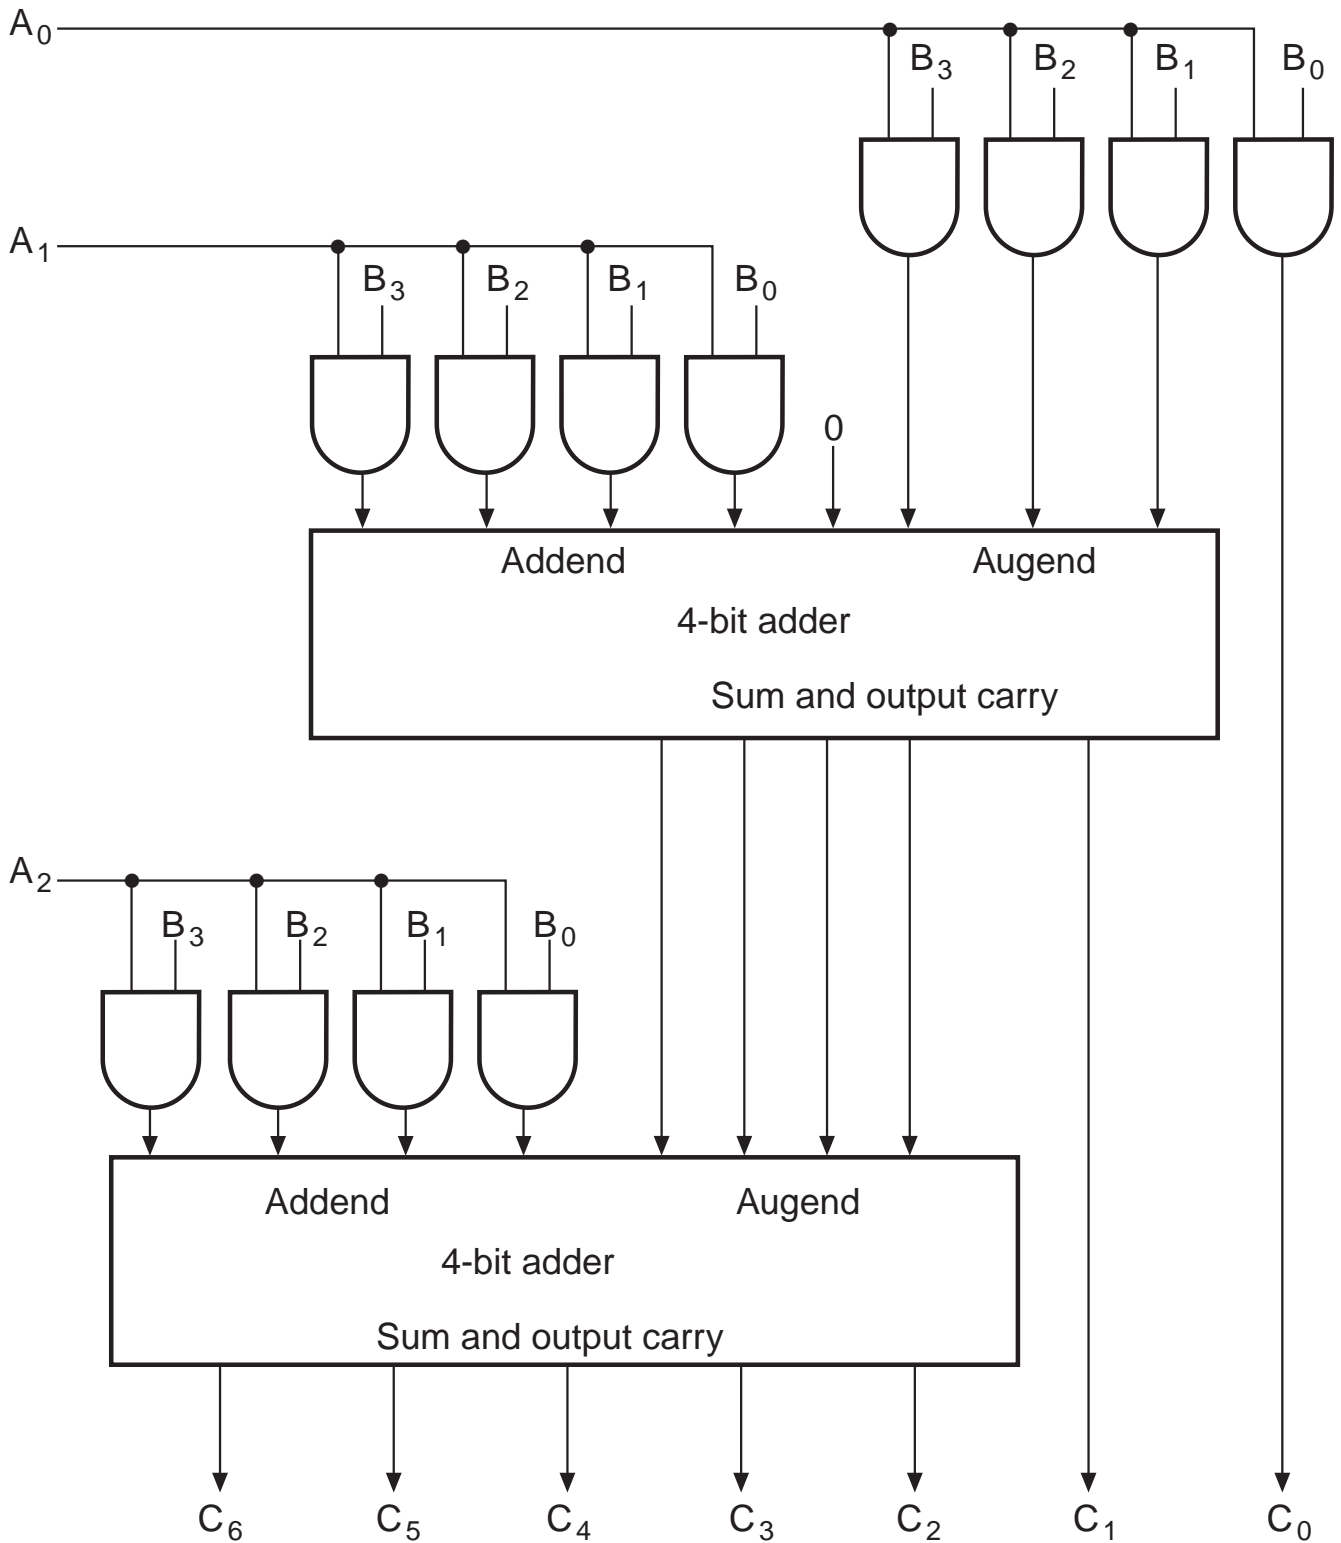 A0
B3 B2 B1 B0
A1
B3 B2 B1 B0
0
Addend Augend
4-bit adder
Sum and output carry
A2
B3 B2 B1 B0
Addend Augend
4-bit adder
Sum and output carry
C6 C5 C4 C3 C2 C1 C0